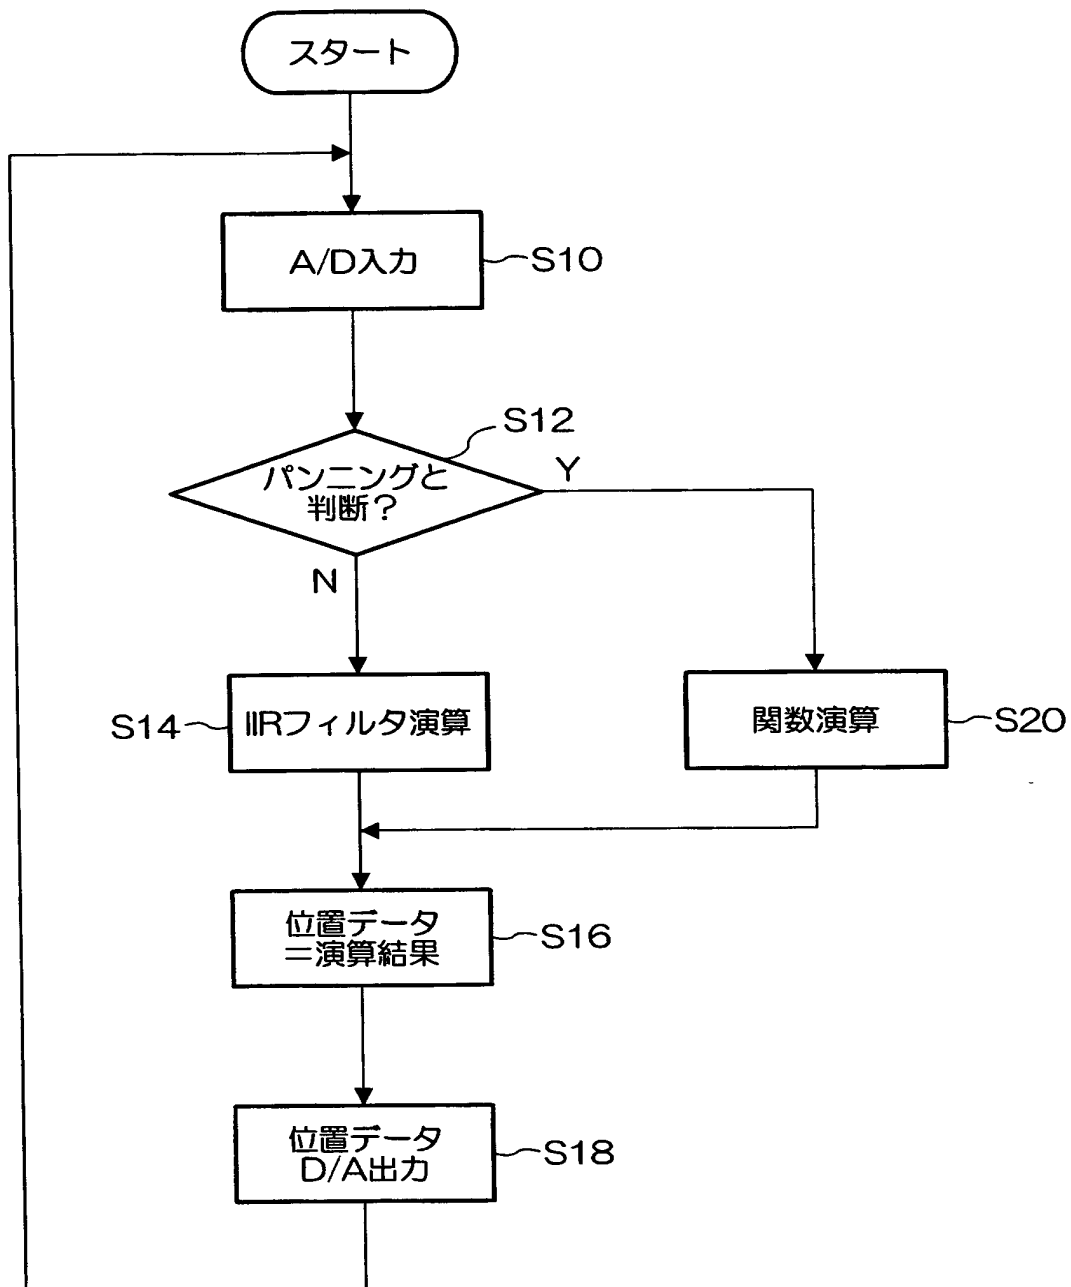 スタート
A/D入力
S10
S12
パンニングと
判断？
Y
N
S14
IIRフィルタ演算
関数演算
S20
位置データ
＝演算結果
S16
位置データ
D/A出力
S18